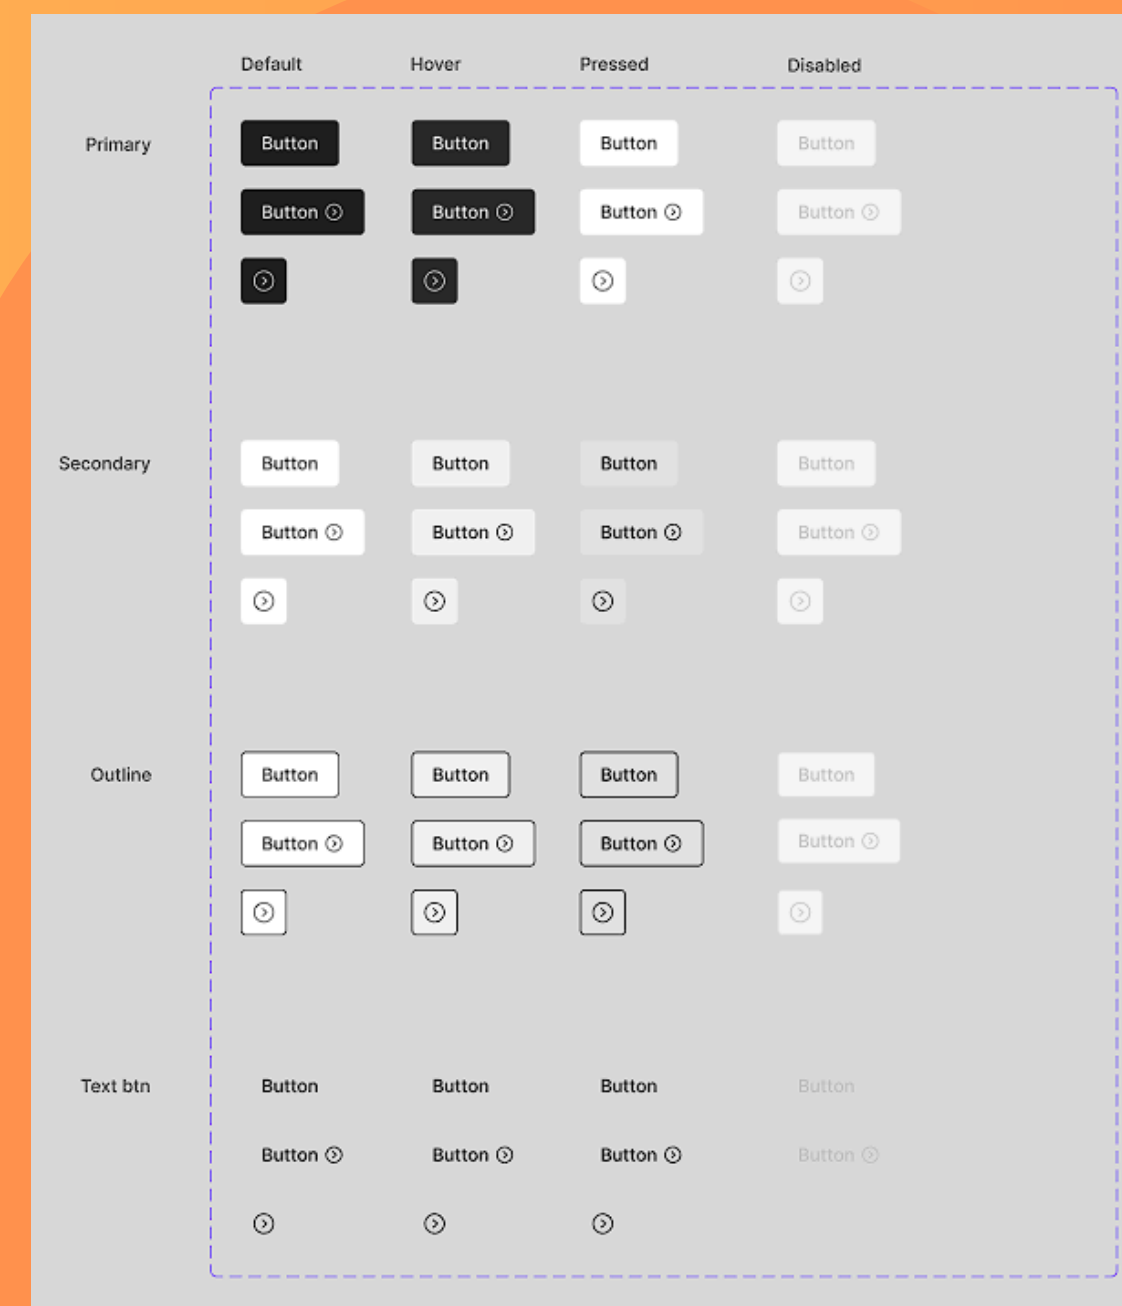 Default Hover Pressed Disabled
Primary Button Button Button Button
Button Button Button Button
Secondary Button Button Button Button
Button Button Button Button
Outline Button Button Button Button
Button Button Button Button
Text btn Button Button Button Button
Button Button Button Button